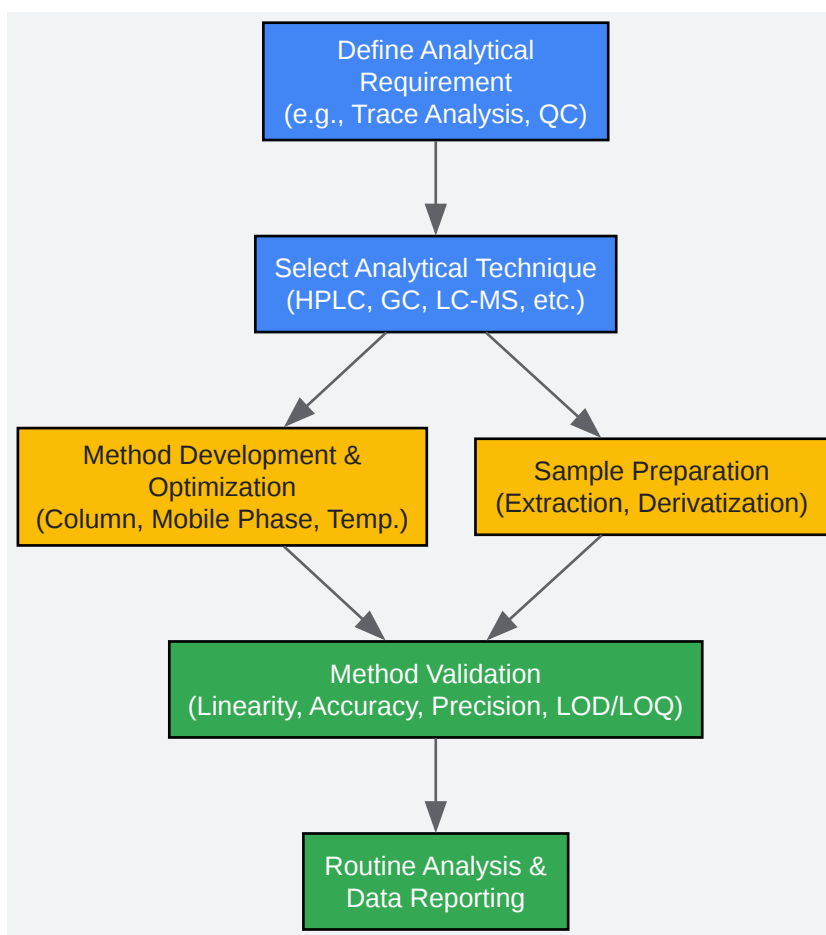 Define Analytical
Requirement
(e.g., Trace Analysis, QC)
Select Analytical Technique
(HPLC, GC, LC-MS, etc.)
Method Development &
Optimization
(Column, Mobile Phase, Temp.)
Sample Preparation
(Extraction, Derivatization)
Method Validation
(Linearity, Accuracy, Precision, LOD/LOQ)
Routine Analysis &
Data Reporting